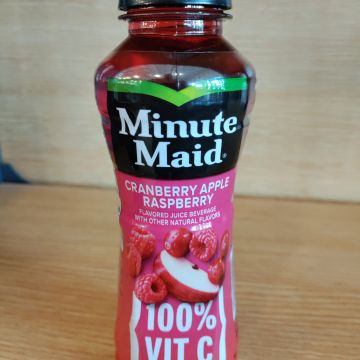 Minute
Maid®
CRANBERRY APPLE
RASPBERRY
FLAVORED JUICE BEVERAGE
WITH OTHER NATURAL FLAVORS
100%
VIT C